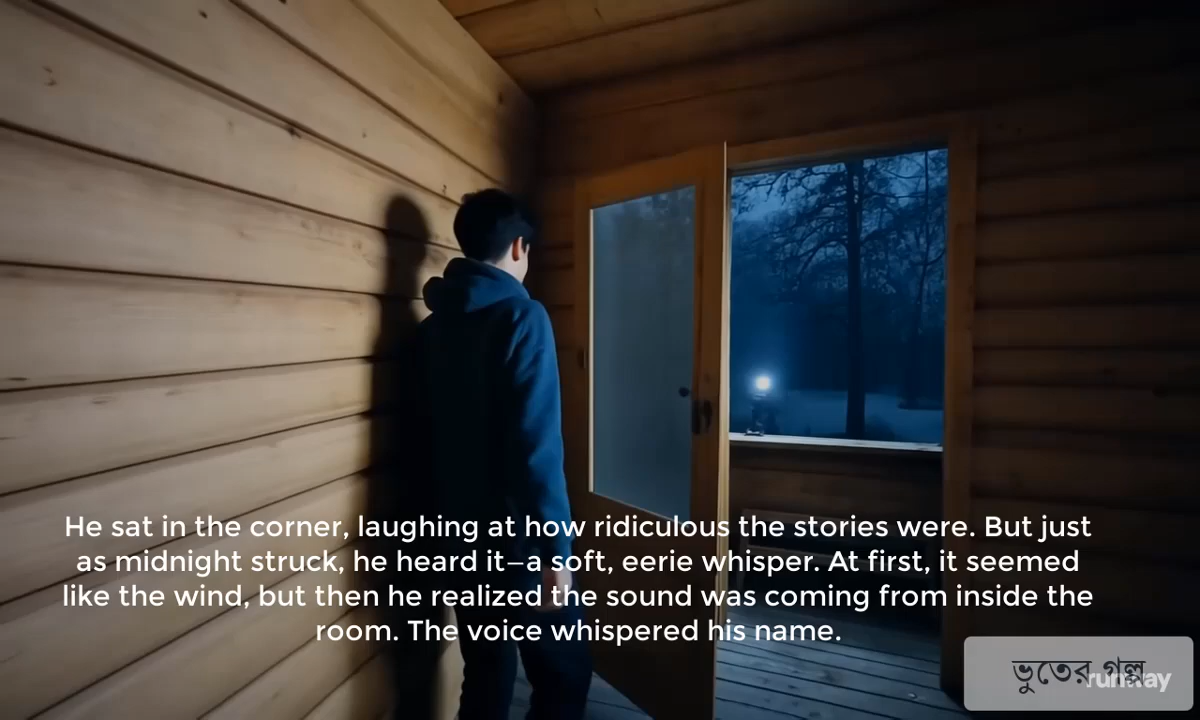 He sat in the corner, laughing at how ridiculous the stories were. But just
as midnight struck, he heard it—a soft, eerie whisper. At first, it seemed
like the wind, but then he realized the sound was coming from inside the
room. The voice whispered his name.
ভুতের গল্প
runway